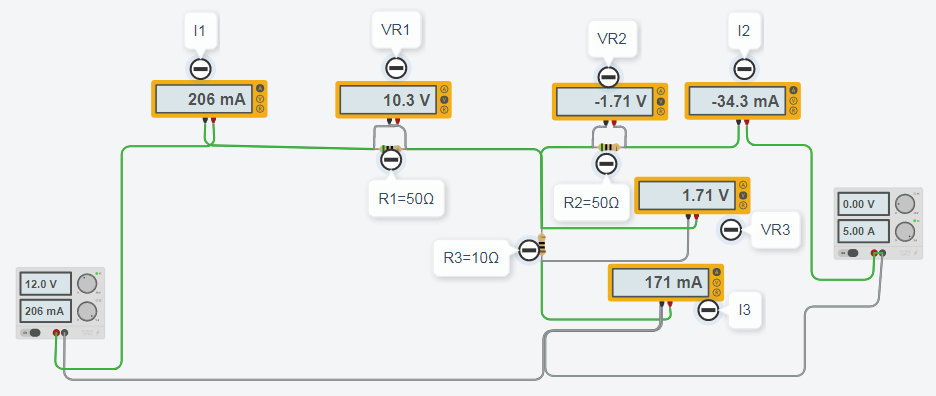 I1
VR1
VR2
I2
206 mA
10.3 V
-1.71 V
-34.3 mA
R1=50Ω
R2=50Ω
1.71 V
VR3
0.00 V
5.00 A
R3=10Ω
171 mA
I3
12.0 V
206 mA